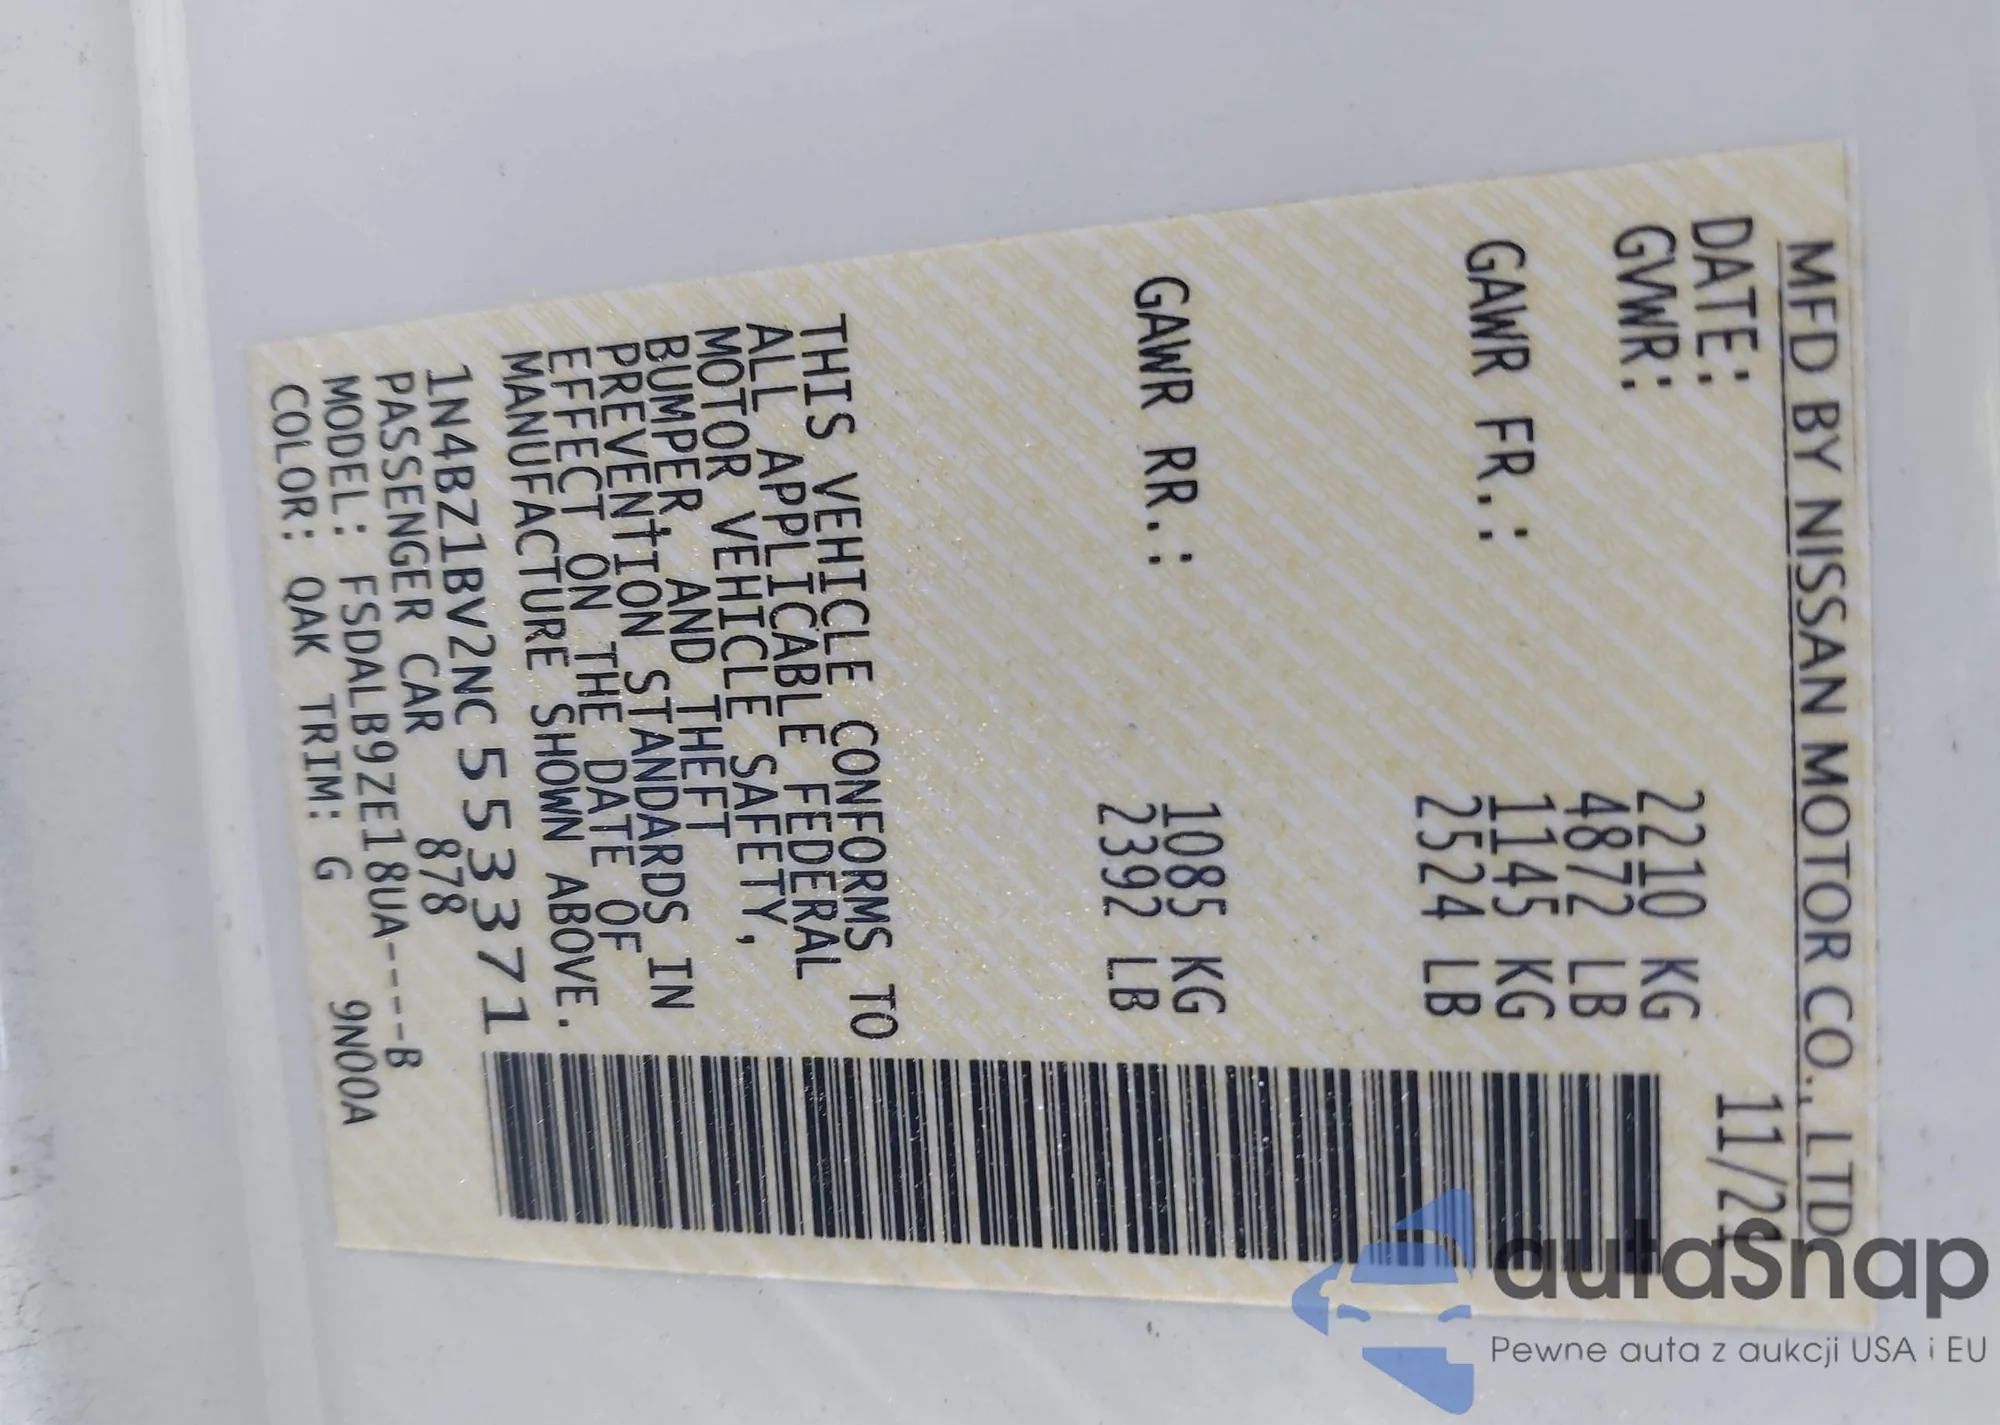 MFD BY NISSAN MOTOR CO., LTD
DATE: 11/21
GVWR: 2210 KG
4872 LB
GAWR FR.: 1145 KG
2524 LB
GAWR RR.: 1085 KG
2392 LB
THIS VEHICLE CONFORMS TO
ALL APPLICABLE FEDERAL
MOTOR VEHICLE SAFETY,
BUMPER, AND THEFT
PREVENTION STANDARDS IN
EFFECT ON THE DATE OF
MANUFACTURE SHOWN ABOVE.
1N4BZ1BV2NC 553371
PASSENGER CAR 878
MODEL: FSDALB9ZE18UA----B
COLOR: QAK TRIM: G 9N00A
autaSnap
Pewne auta z aukcji USA i EU